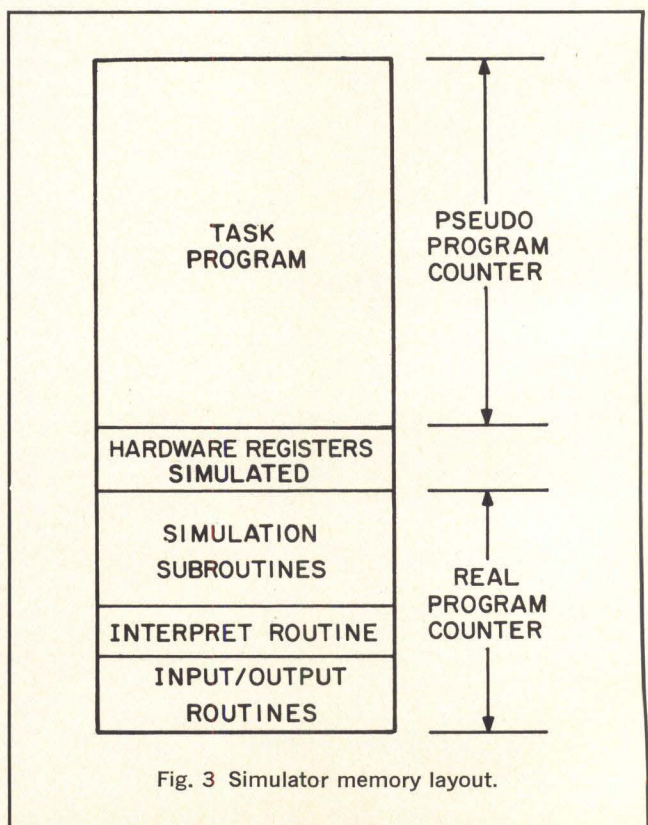 TASK
PROGRAM
PSEUDO
PROGRAM
COUNTER
HARDWARE REGISTERS
SIMULATED
SIMULATION
SUBROUTINES
REAL
PROGRAM
COUNTER
INTERPRET ROUTINE
INPUT/OUTPUT
ROUTINES
Fig. 3 Simulator memory layout.